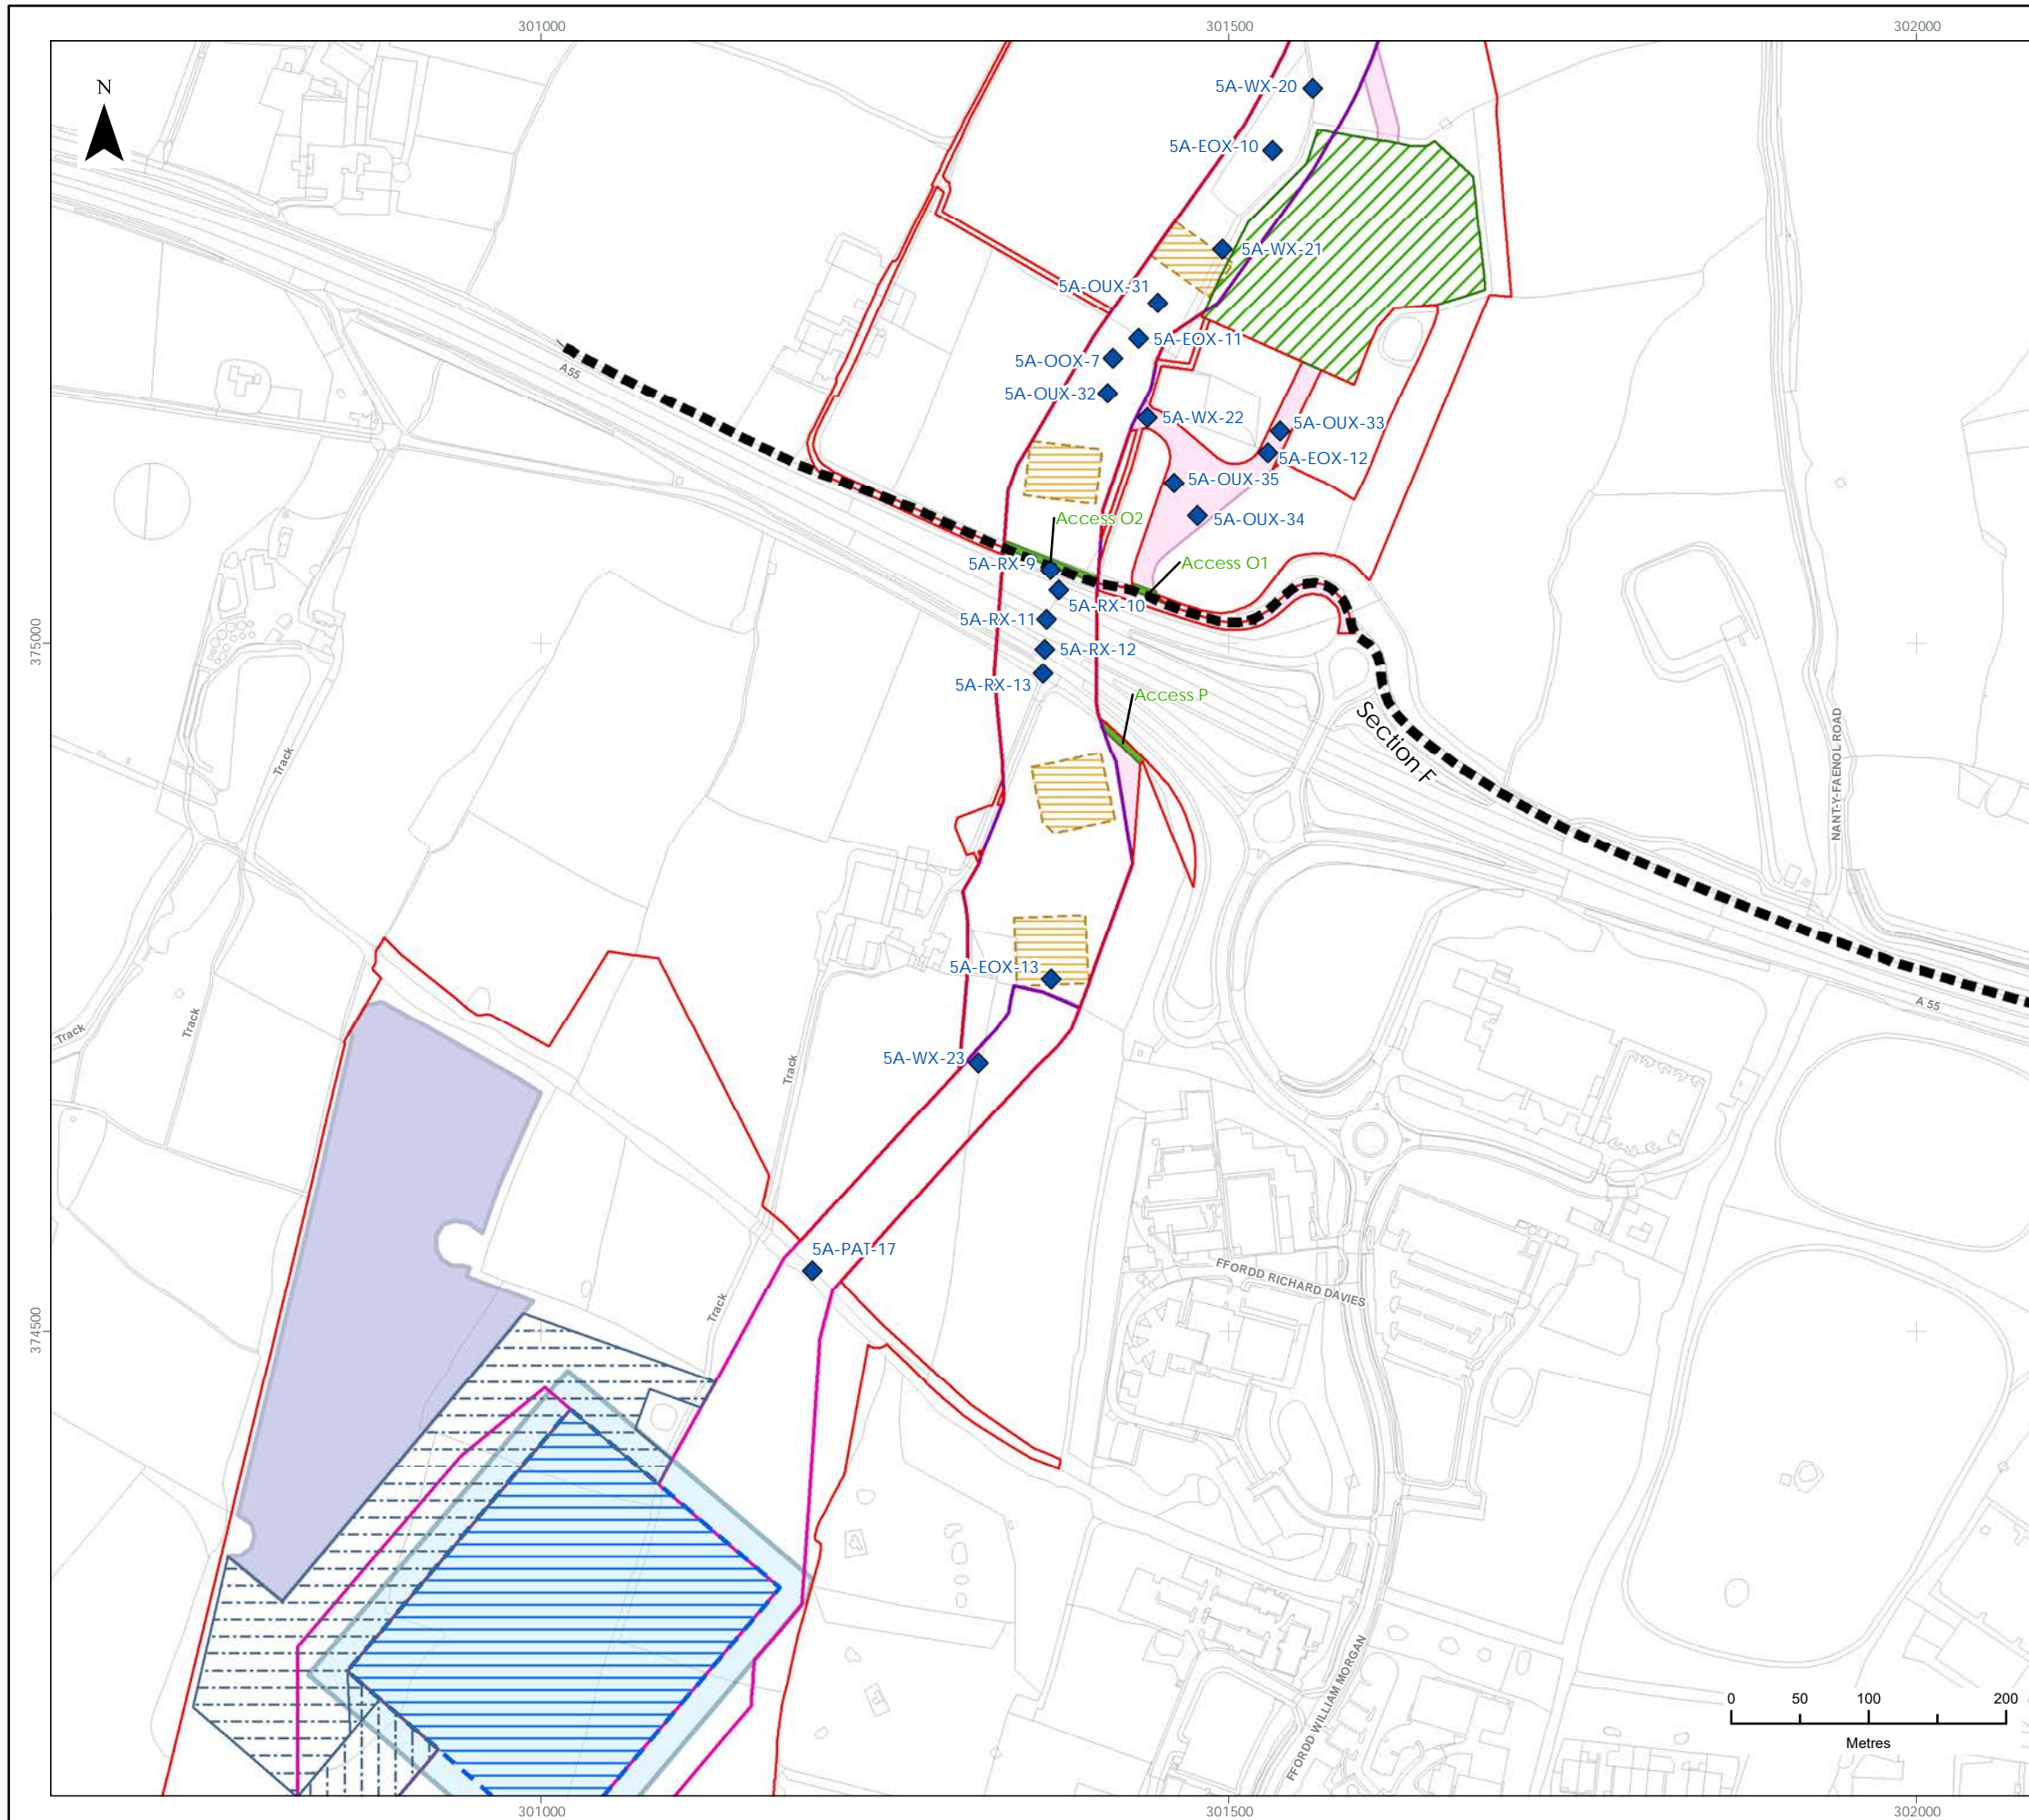 301000
301500
302000
N
5A-WX-20
5A-EOX-10
5A-WX-21
5A-OUX-31
5A-EOX-11
5A-OOX-7
A55
5A-OUX-32
5A-WX-22
5A-OUX-33
5A-EOX-12
5A-OUX-35
Access O2
5A-OUX-34
5A-RX-9
Access O1
5A-RX-10
5A-RX-11
375000
5A-RX-12
5A-RX-13
Access P
Section F
NANT-Y-FAENOL ROAD
Track
5A-EOX-13
A 55
Track
Track
5A-WX-23
Track
5A-PAT-17
FFORDD RICHARD DAVIES
Track
374500
FFORDD WILLIAM MORGAN
0 50 100 200
Metres
301000
301500
302000